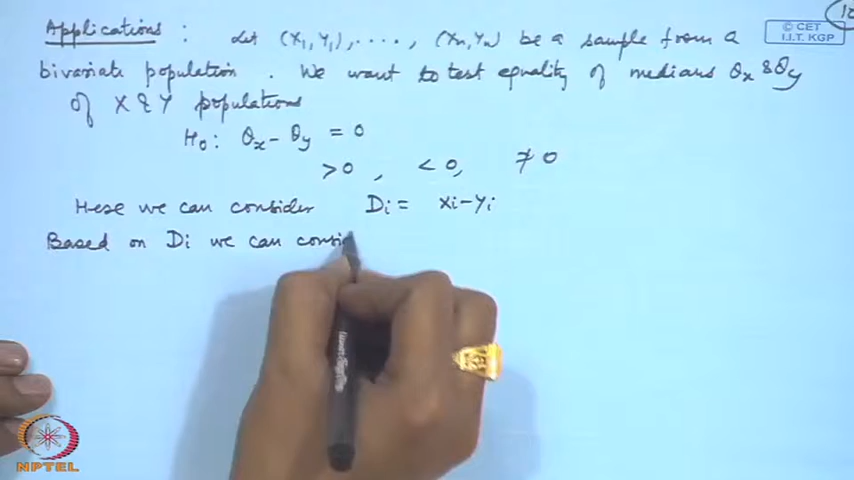 Applications : Let (X1, Y1), ...., (Xn, Yn) be a sample from a
bivariate population. We want to test equality of medians θx & θy
of X & Y populations
H0: θx - θy = 0
> 0, < 0, ≠ 0
Here we can consider Di = Xi - Yi
Based on Di we can consi
© CET
I.I.T. KGP
NPTEL